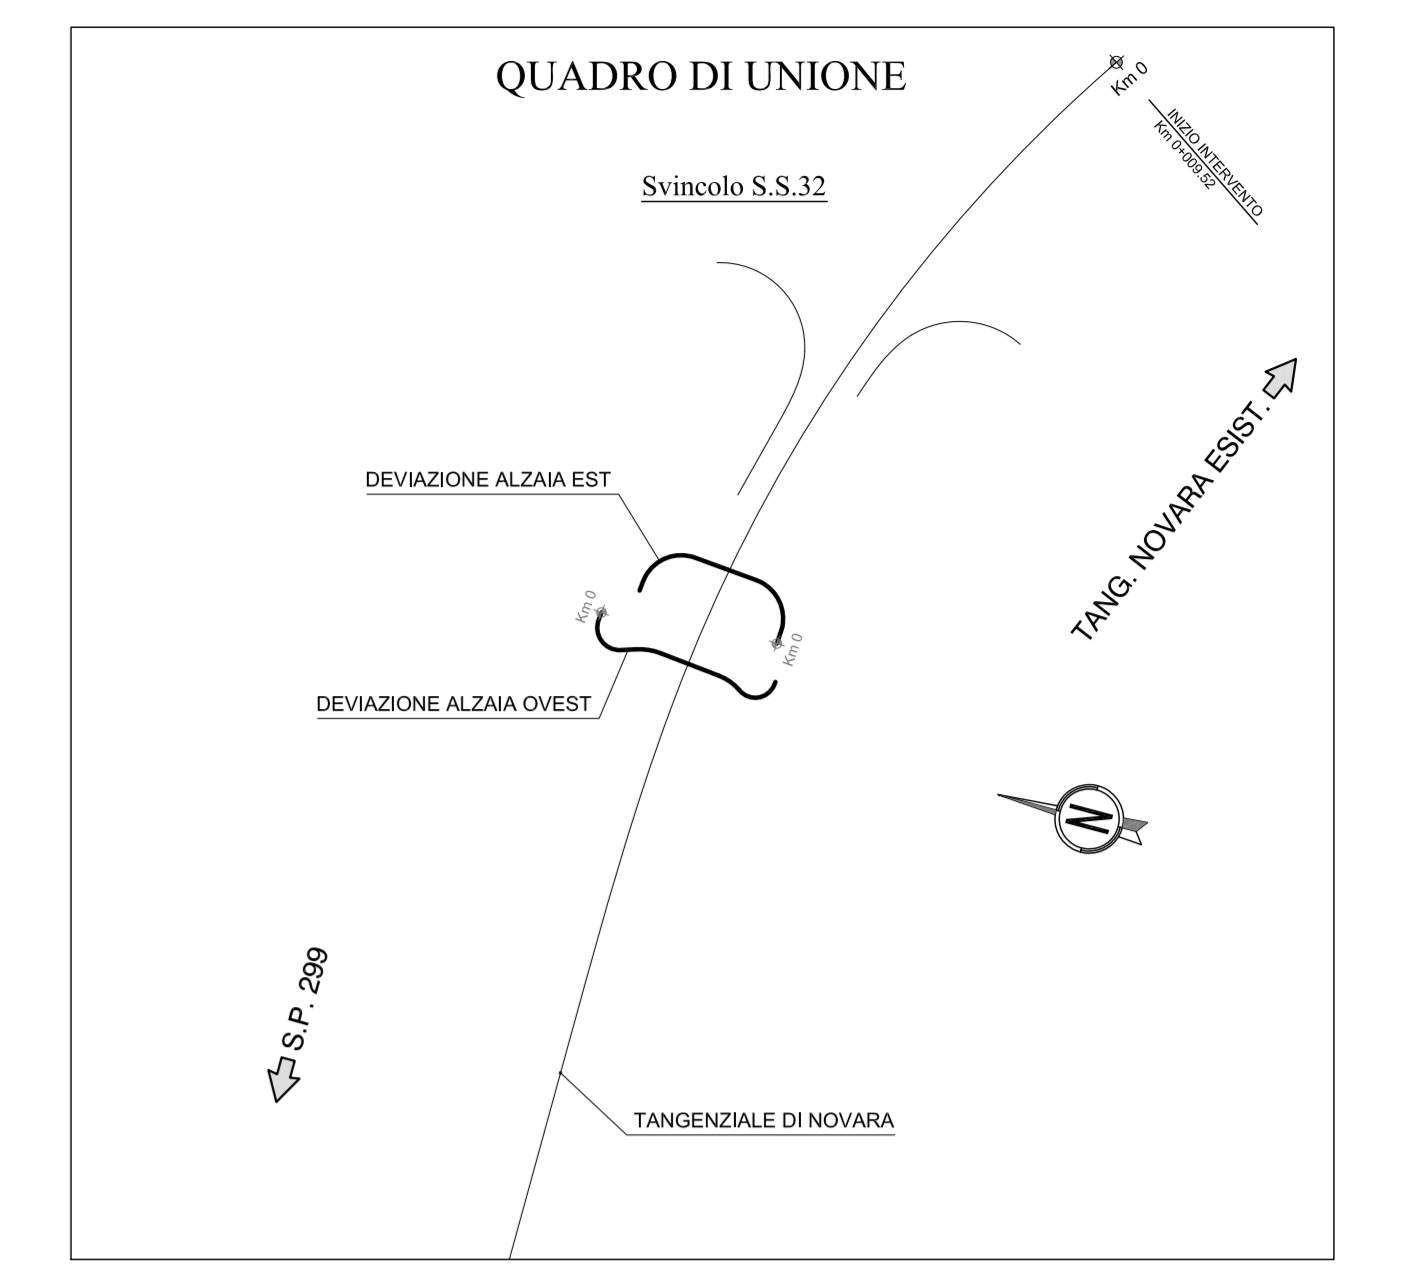 QUADRO DI UNIONE
Km 0
INIZIO INTERVENTO
Km 0+009.52
Svincolo S.S.32
TANG. NOVARA ESIST.
DEVIAZIONE ALZAIA EST
Km 0
Km 0
DEVIAZIONE ALZAIA OVEST
N
S.P. 299
TANGENZIALE DI NOVARA